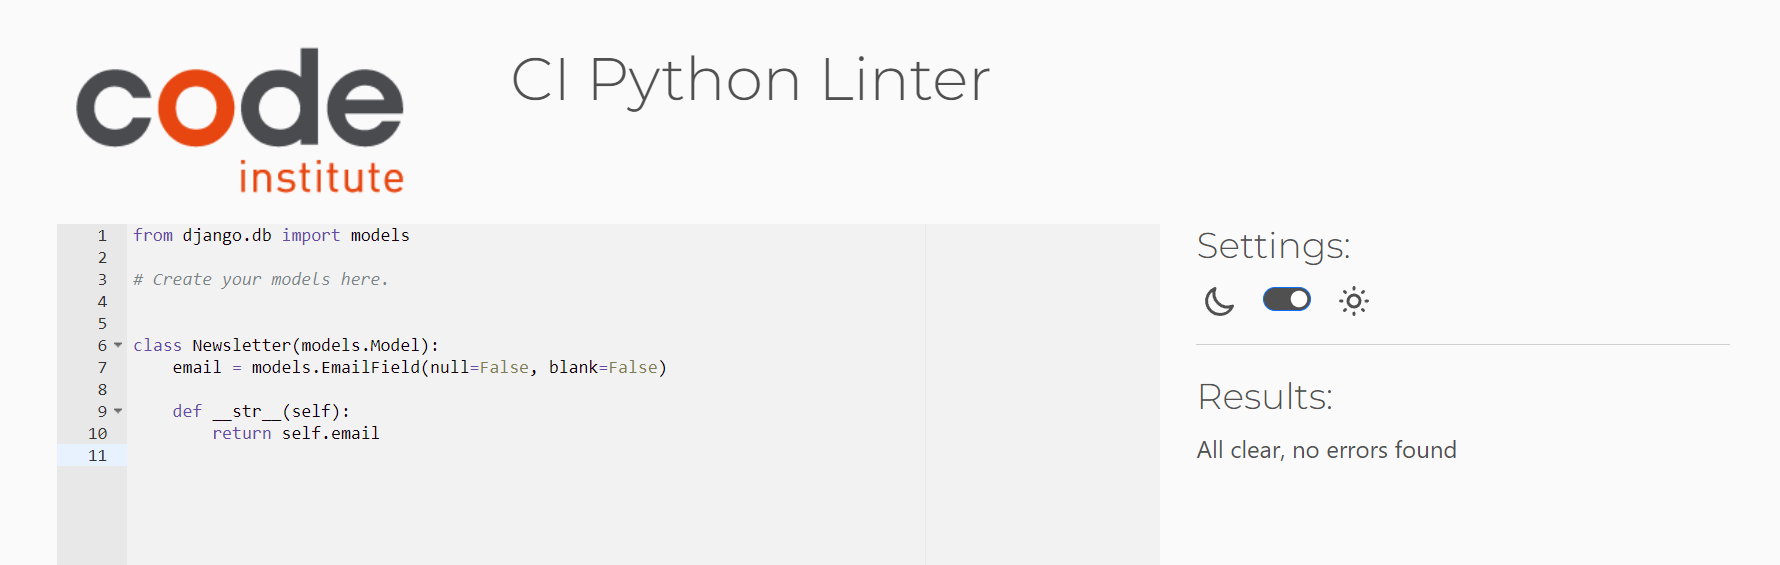 code
institute
CI Python Linter
1 from django.db import models
2
3 # Create your models here.
4
5
6 class Newsletter(models.Model):
7     email = models.EmailField(null=False, blank=False)
8
9     def __str__(self):
10         return self.email
11
Settings:
Results:
All clear, no errors found